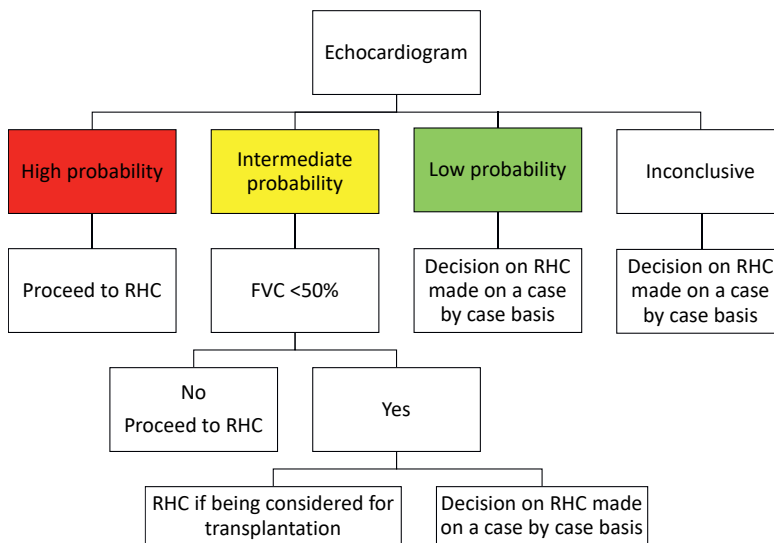 Echocardiogram
High probability
Intermediate
probability
Low probability
Inconclusive
Proceed to RHC
FVC <50%
Decision on RHC
made on a case
by case basis
Decision on RHC
made on a case
by case basis
No
Proceed to RHC
Yes
RHC if being considered for
transplantation
Decision on RHC made
on a case by case basis